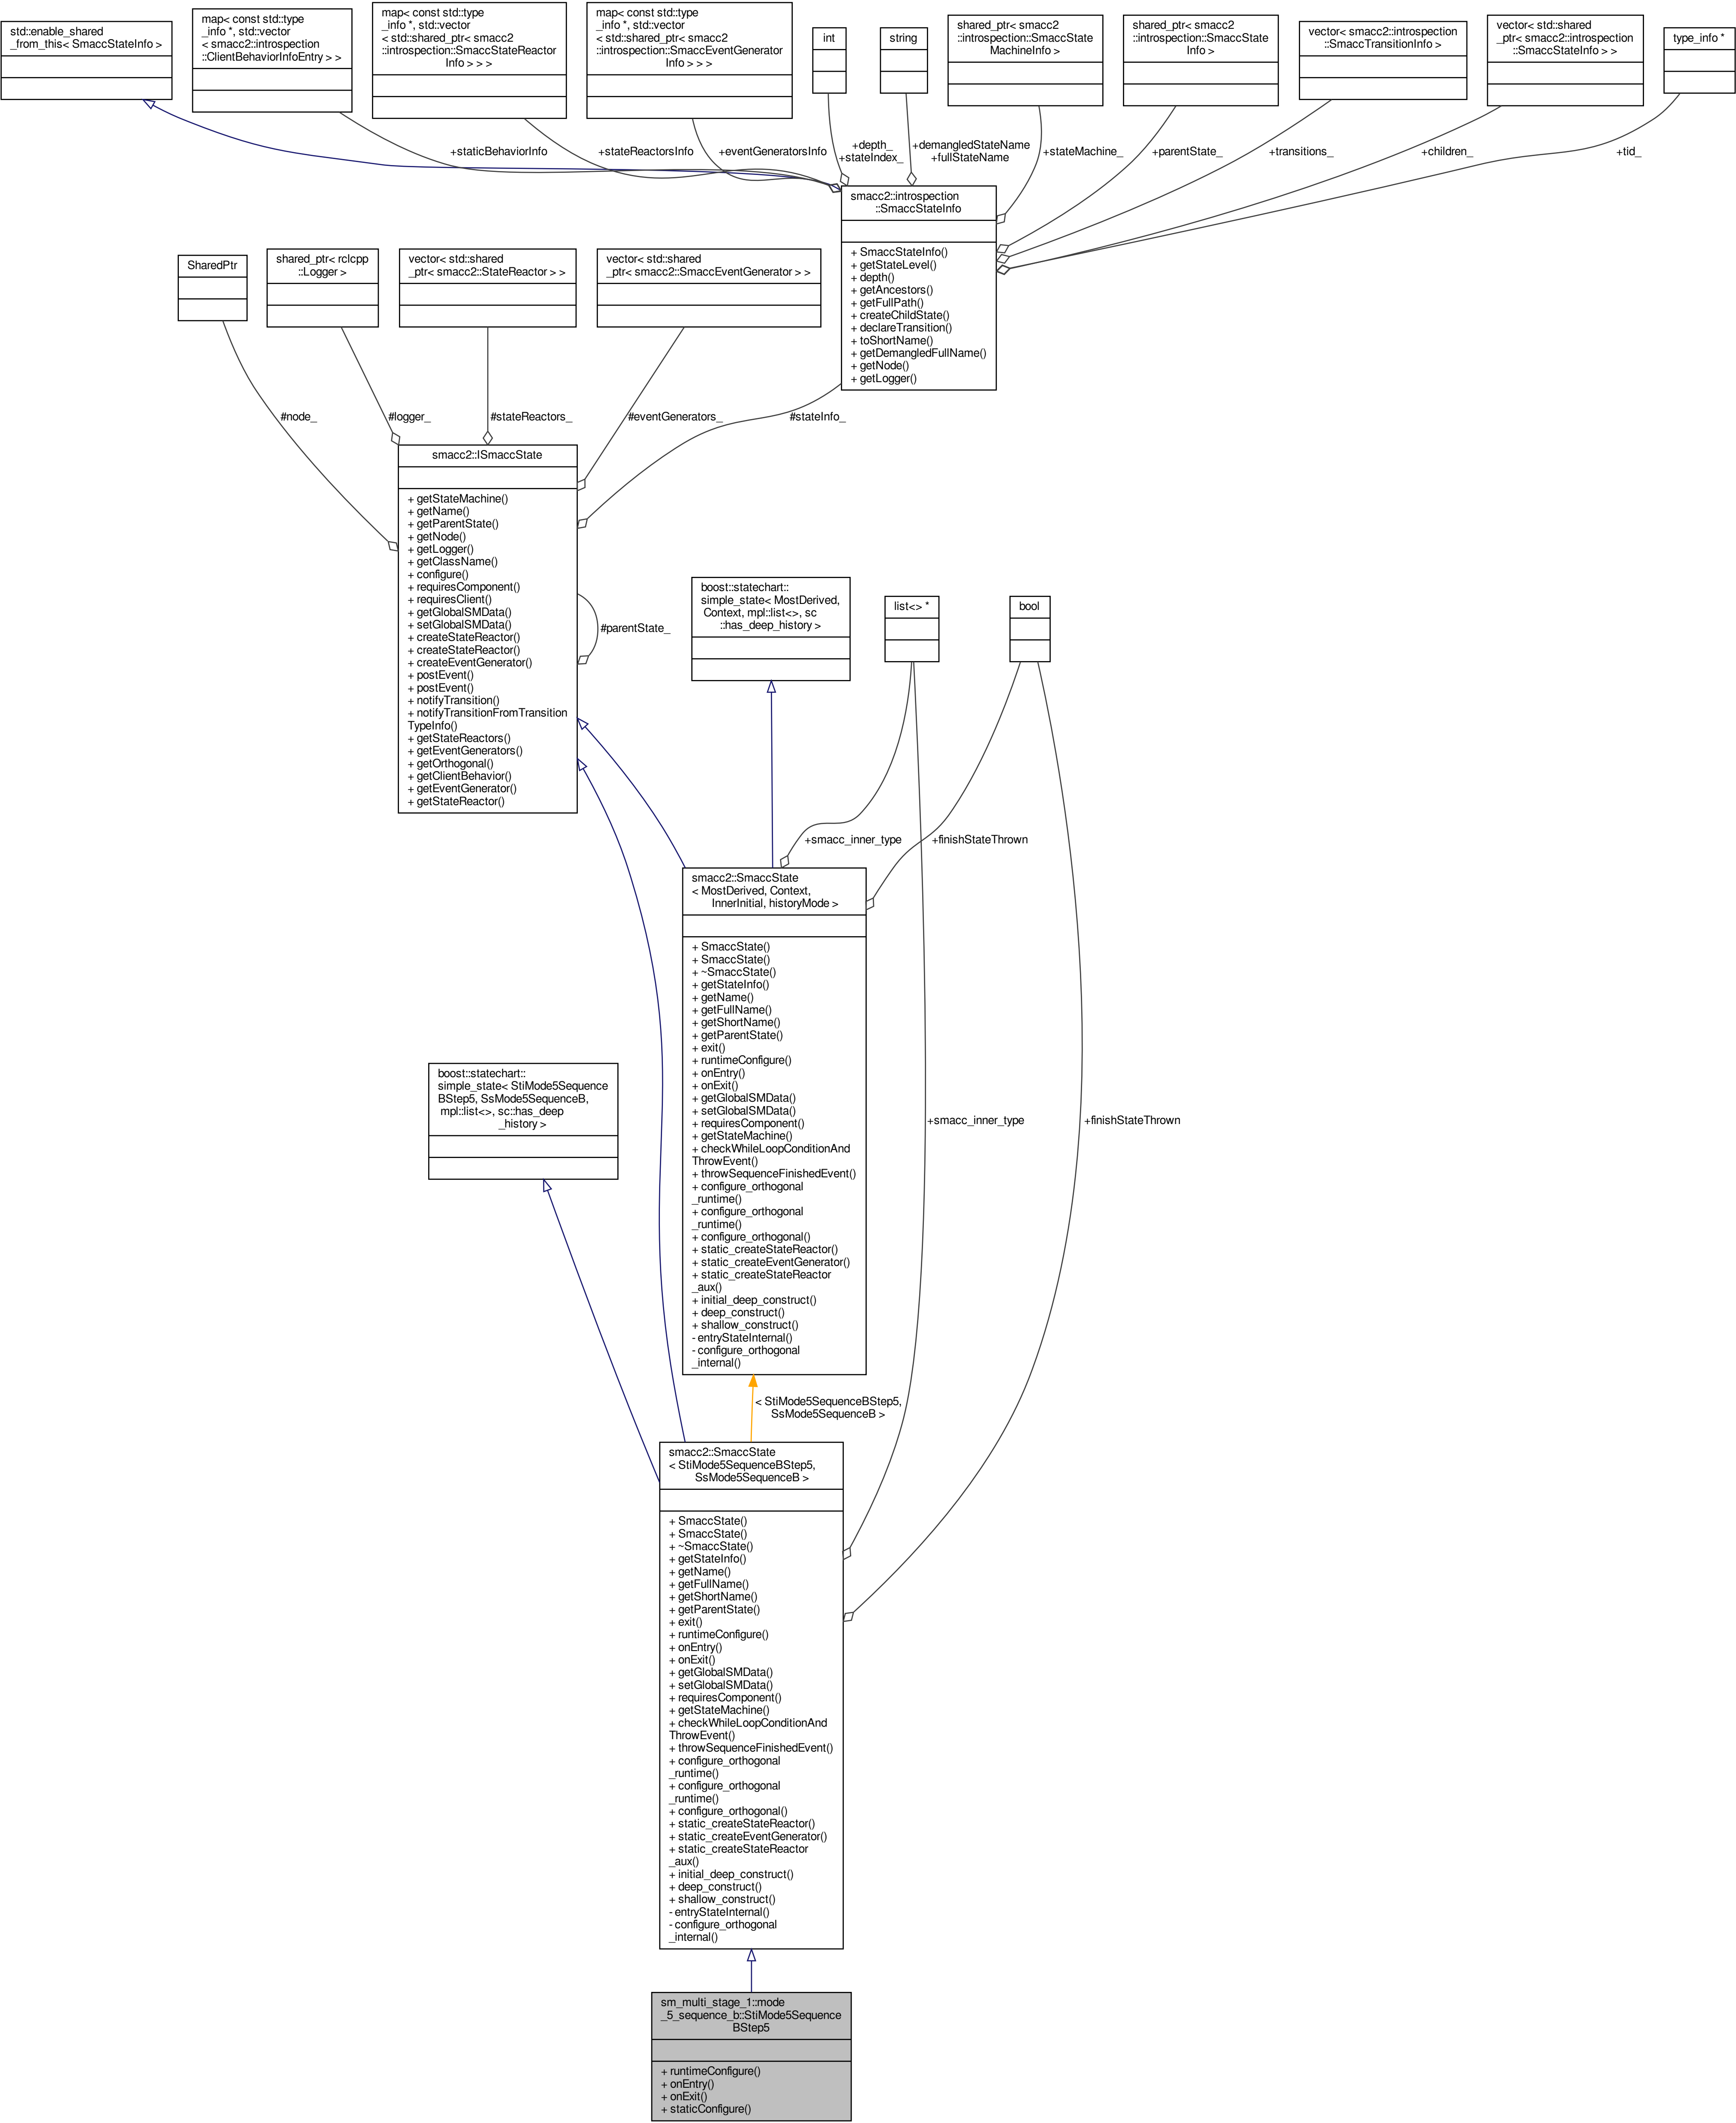 std::enable_shared
_from_this< SmaccStateInfo >
map< const std::type
_info *, std::vector
< smacc2::introspection
::ClientBehaviorInfoEntry > >
map< const std::type
_info *, std::vector
< std::shared_ptr< smacc2
::introspection::SmaccStateReactor
Info > > >
map< const std::type
_info *, std::vector
< std::shared_ptr< smacc2
::introspection::SmaccEventGenerator
Info > > >
int
string
shared_ptr< smacc2
::introspection::SmaccState
MachineInfo >
shared_ptr< smacc2
::introspection::SmaccState
Info >
vector< smacc2::introspection
::SmaccTransitionInfo >
vector< std::shared
_ptr< smacc2::introspection
::SmaccStateInfo > >
type_info *
+staticBehaviorInfo
+stateReactorsInfo
+eventGeneratorsInfo
+depth_
+stateIndex_
+demangledStateName
+fullStateName
+stateMachine_
+parentState_
+transitions_
+children_
+tid_
smacc2::introspection
::SmaccStateInfo
+ SmaccStateInfo()
+ getStateLevel()
+ depth()
+ getAncestors()
+ getFullPath()
+ createChildState()
+ declareTransition()
+ toShortName()
+ getDemangledFullName()
+ getNode()
+ getLogger()
SharedPtr
shared_ptr< rclcpp
::Logger >
vector< std::shared
_ptr< smacc2::StateReactor > >
vector< std::shared
_ptr< smacc2::SmaccEventGenerator > >
#node_
#logger_
#stateReactors_
#eventGenerators_
#stateInfo_
smacc2::ISmaccState
+ getStateMachine()
+ getName()
+ getParentState()
+ getNode()
+ getLogger()
+ getClassName()
+ configure()
+ requiresComponent()
+ requiresClient()
+ getGlobalSMData()
+ setGlobalSMData()
+ createStateReactor()
+ createStateReactor()
+ createEventGenerator()
+ postEvent()
+ postEvent()
+ notifyTransition()
+ notifyTransitionFromTransition
TypeInfo()
+ getStateReactors()
+ getEventGenerators()
+ getOrthogonal()
+ getClientBehavior()
+ getEventGenerator()
+ getStateReactor()
#parentState_
boost::statechart::
simple_state< MostDerived,
Context, mpl::list<>, sc
::has_deep_history >
list<> *
bool
+smacc_inner_type
+finishStateThrown
smacc2::SmaccState
< MostDerived, Context,
InnerInitial, historyMode >
+ SmaccState()
+ SmaccState()
+ ~SmaccState()
+ getStateInfo()
+ getName()
+ getFullName()
+ getShortName()
+ getParentState()
+ exit()
+ runtimeConfigure()
+ onEntry()
+ onExit()
+ getGlobalSMData()
+ setGlobalSMData()
+ requiresComponent()
+ getStateMachine()
+ checkWhileLoopConditionAnd
ThrowEvent()
+ throwSequenceFinishedEvent()
+ configure_orthogonal
_runtime()
+ configure_orthogonal
_runtime()
+ configure_orthogonal()
+ static_createStateReactor()
+ static_createEventGenerator()
+ static_createStateReactor
_aux()
+ initial_deep_construct()
+ deep_construct()
+ shallow_construct()
- entryStateInternal()
- configure_orthogonal
_internal()
boost::statechart::
simple_state< StiMode5Sequence
BStep5, SsMode5SequenceB,
mpl::list<>, sc::has_deep
_history >
+smacc_inner_type
+finishStateThrown
< StiMode5SequenceBStep5,
SsMode5SequenceB >
smacc2::SmaccState
< StiMode5SequenceBStep5,
SsMode5SequenceB >
+ SmaccState()
+ SmaccState()
+ ~SmaccState()
+ getStateInfo()
+ getName()
+ getFullName()
+ getShortName()
+ getParentState()
+ exit()
+ runtimeConfigure()
+ onEntry()
+ onExit()
+ getGlobalSMData()
+ setGlobalSMData()
+ requiresComponent()
+ getStateMachine()
+ checkWhileLoopConditionAnd
ThrowEvent()
+ throwSequenceFinishedEvent()
+ configure_orthogonal
_runtime()
+ configure_orthogonal
_runtime()
+ configure_orthogonal()
+ static_createStateReactor()
+ static_createEventGenerator()
+ static_createStateReactor
_aux()
+ initial_deep_construct()
+ deep_construct()
+ shallow_construct()
- entryStateInternal()
- configure_orthogonal
_internal()
sm_multi_stage_1::mode
_5_sequence_b::StiMode5Sequence
BStep5
+ runtimeConfigure()
+ onEntry()
+ onExit()
+ staticConfigure()